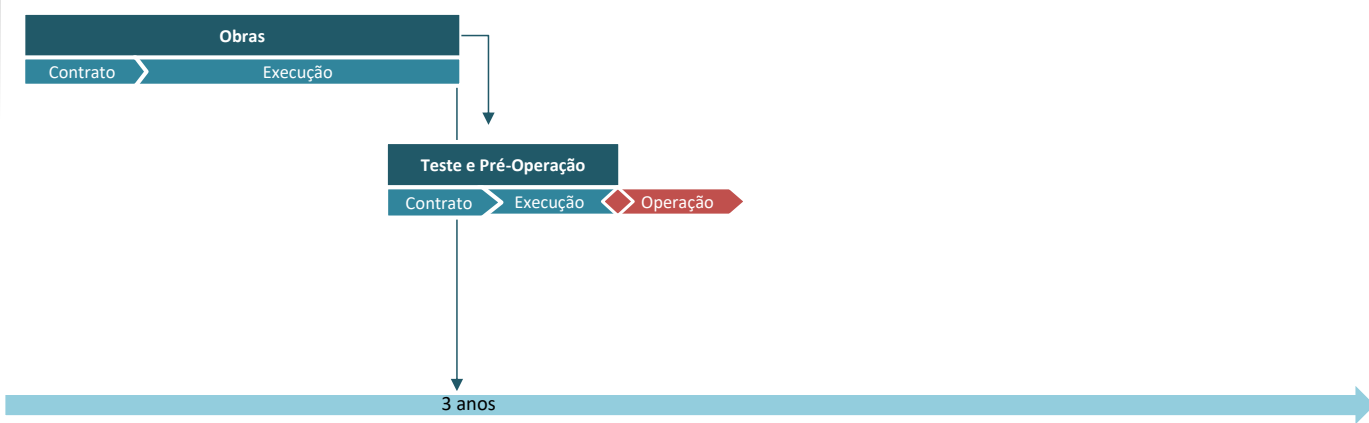 Obras
Contrato
Execução
Teste e Pré-Operação
Contrato
Execução
Operação
3 anos